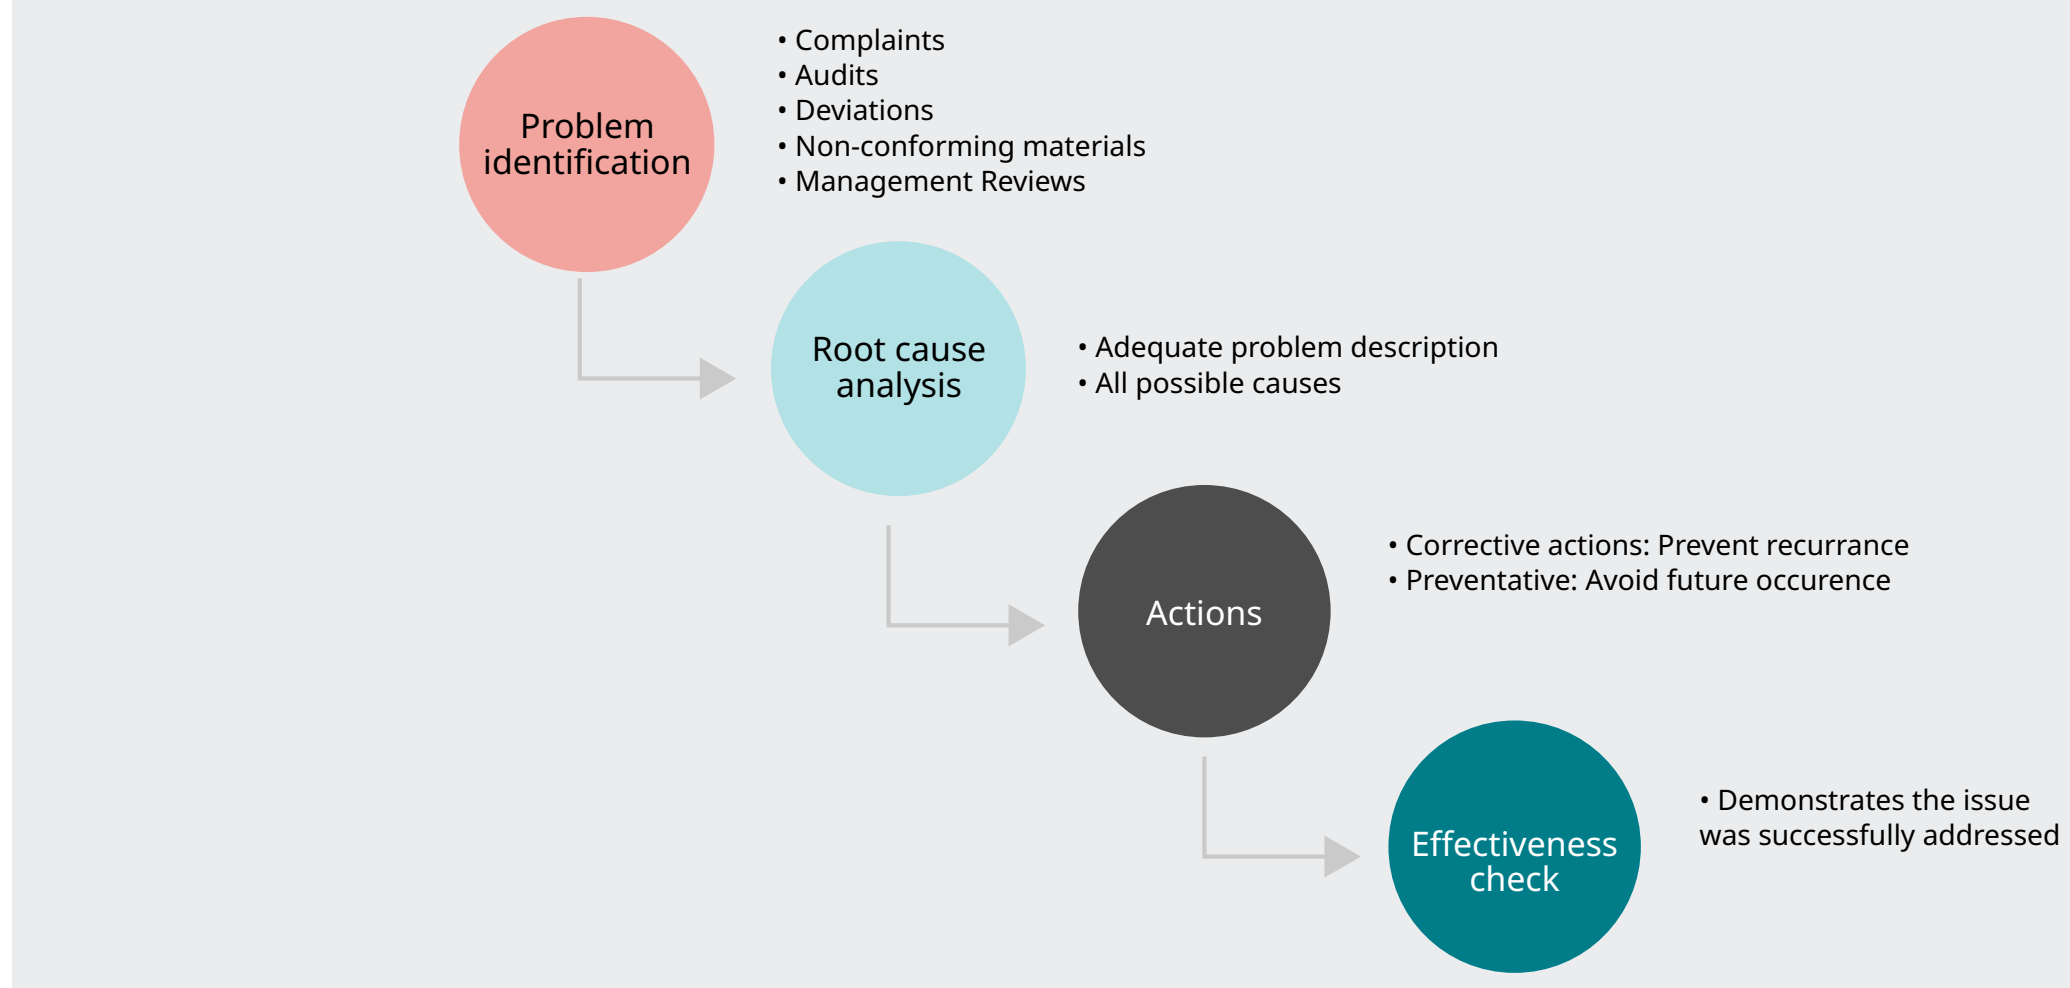 Problem
identification
• Complaints
• Audits
• Deviations
• Non-conforming materials
• Management Reviews
Root cause
analysis
• Adequate problem description
• All possible causes
Actions
• Corrective actions: Prevent recurrance
• Preventative: Avoid future occurence
Effectiveness
check
• Demonstrates the issue
was successfully addressed